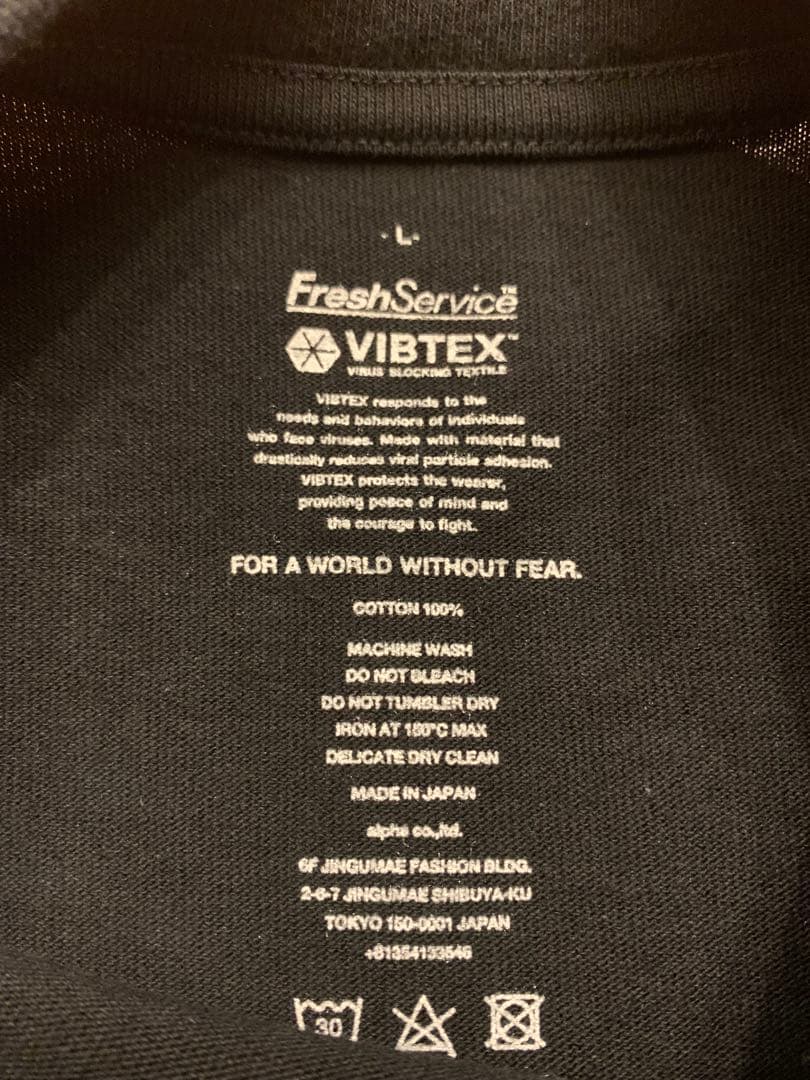 ·L·
FreshService™
VIBTEX™
VIRUS BLOCKING TEXTILE
VIBTEX responds to the
needs and behaviors of individuals
who face viruses. Made with material that
drastically reduces viral particle adhesion.
VIBTEX protects the wearer,
providing peace of mind and
the courage to fight.
FOR A WORLD WITHOUT FEAR.
COTTON 100%
MACHINE WASH
DO NOT BLEACH
DO NOT TUMBLER DRY
IRON AT 150°C MAX
DELICATE DRY CLEAN
MADE IN JAPAN
alpha co.,ltd.
6F JINGUMAE FASHION BLDG.
2-6-7 JINGUMAE SHIBUYA-KU
TOKYO 150-0001 JAPAN
+81354133546
30